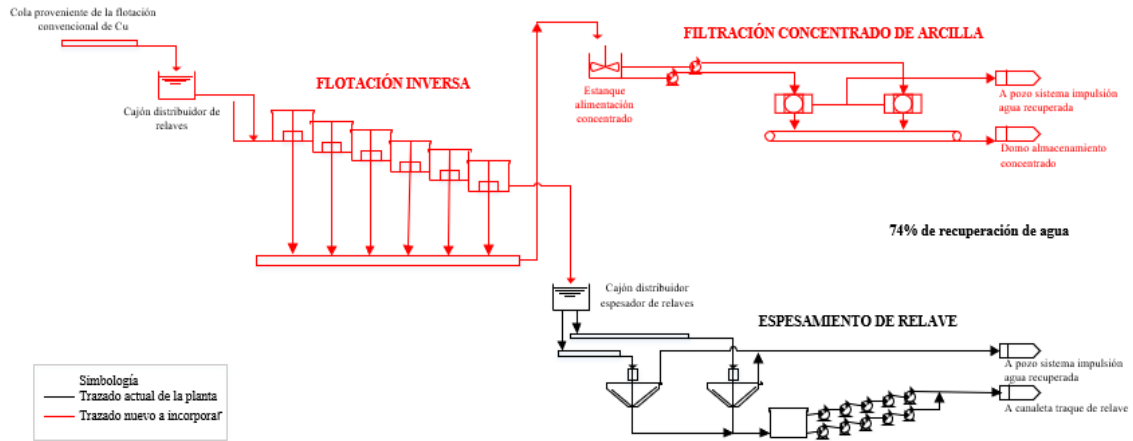 Cola proveniente de la flotación
convencional de Cu
Cajón distribuidor de
relaves
FLOTACIÓN INVERSA
FILTRACIÓN CONCENTRADO DE ARCILLA
Estanque
alimentación
concentrado
A pozo sistema impulsión
agua recuperada
Domo almacenamiento
concentrado
74% de recuperación de agua
Cajón distribuidor
espesador de relaves
ESPESAMIENTO DE RELAVE
A pozo sistema impulsión
agua recuperada
A canaleta traque de relave
Simbología
Trazado actual de la planta
Trazado nuevo a incorporar